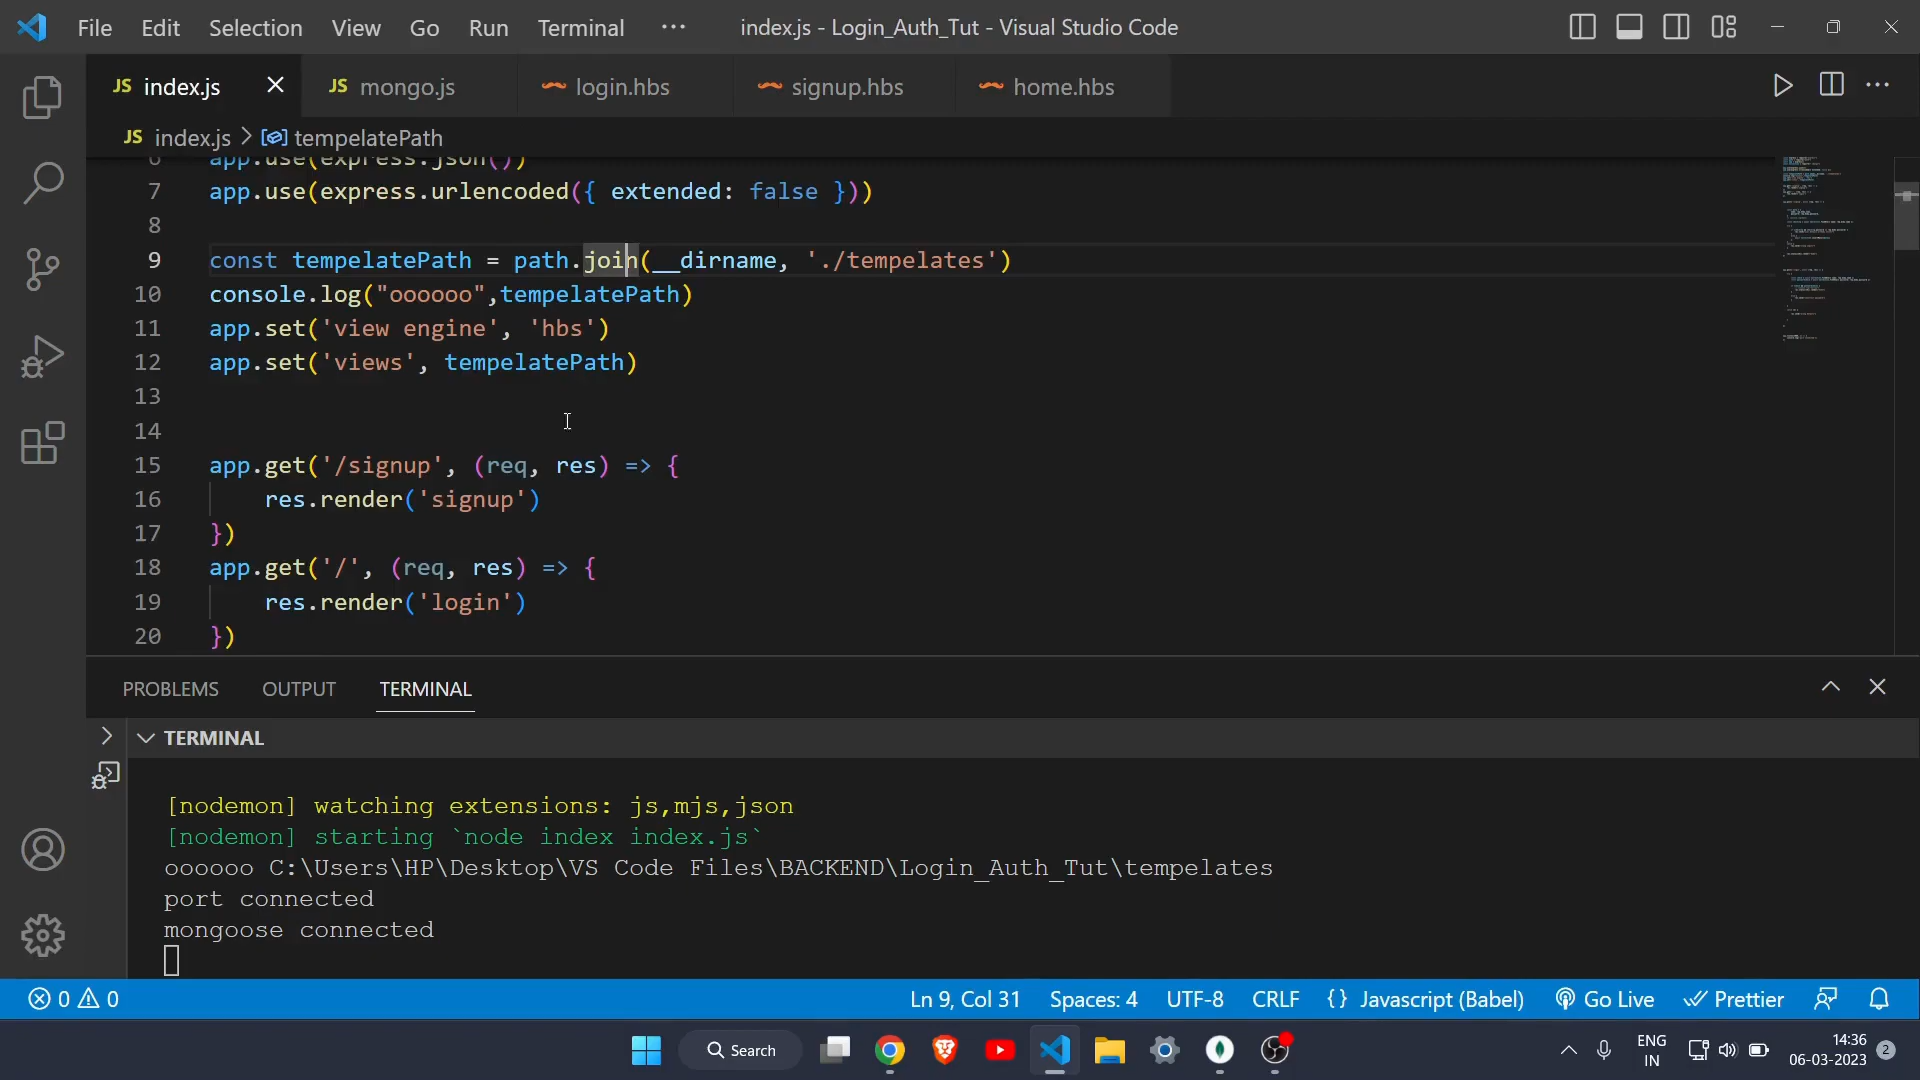 File Edit Selection View Go Run Terminal ··· index.js - Login_Auth_Tut - Visual Studio Code
JS index.js JS mongo.js login.hbs signup.hbs home.hbs ···
JS index.js > tempelatePath
6 app.use(express.json())
7 app.use(express.urlencoded({ extended: false }))
8
9 const tempelatePath = path.join(__dirname, './tempelates')
10 console.log("oooooo",tempelatePath)
11 app.set('view engine', 'hbs')
12 app.set('views', tempelatePath)
13
14
15 app.get('/signup', (req, res) => {
16 res.render('signup')
17 })
18 app.get('/', (req, res) => {
19 res.render('login')
20 })
PROBLEMS OUTPUT TERMINAL
TERMINAL
[nodemon] watching extensions: js,mjs,json
[nodemon] starting `node index index.js`
oooooo C:\Users\HP\Desktop\VS Code Files\BACKEND\Login_Auth_Tut\tempelates
port connected
mongoose connected
0 0 Ln 9, Col 31 Spaces: 4 UTF-8 CRLF {} Javascript (Babel) Go Live Prettier
Search ENG 14:36
IN 06-03-2023 2